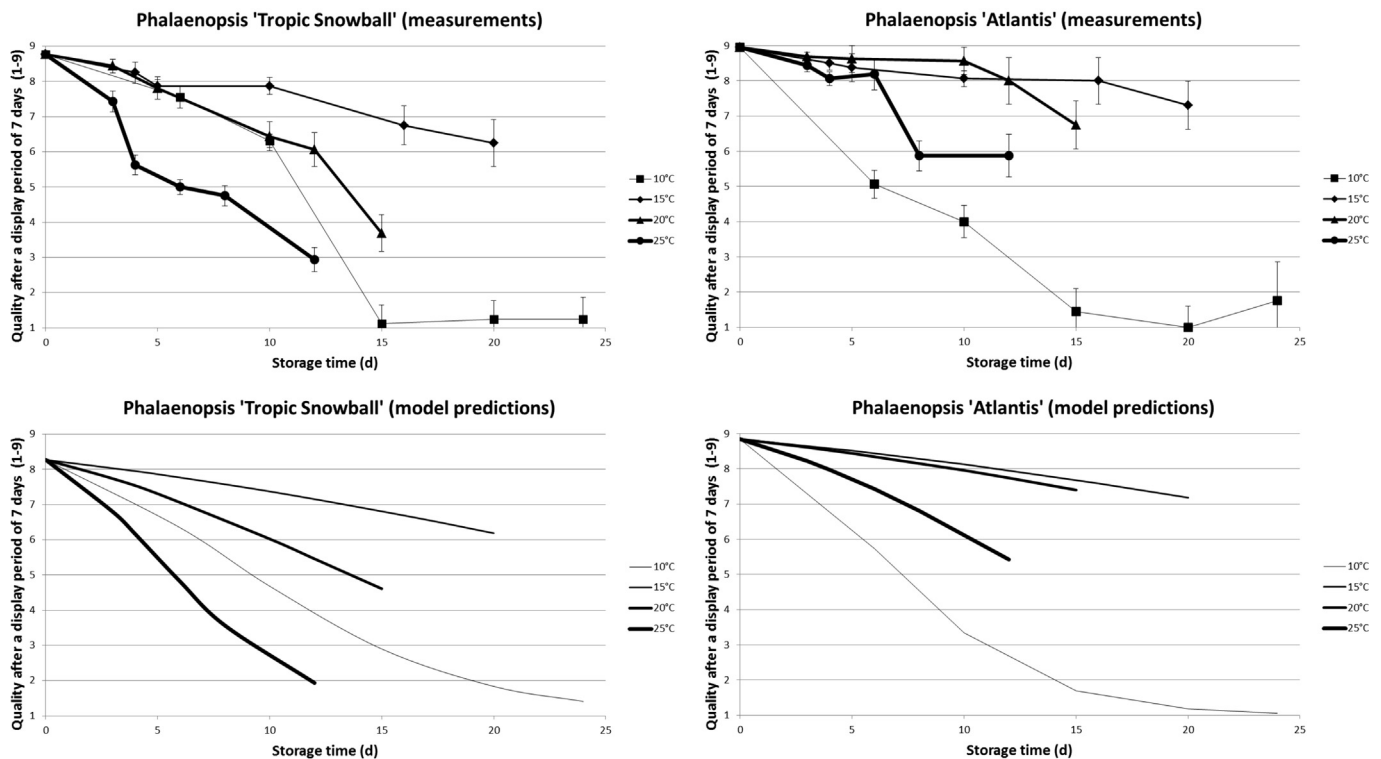 Phalaenopsis 'Tropic Snowball' (measurements)
Quality after a display period of 7 days (1-9)
9
8
7
6
5
4
3
2
1
0
5
10
15
20
25
Storage time (d)
10°C
15°C
20°C
25°C
Phalaenopsis 'Atlantis' (measurements)
Quality after a display period of 7 days (1-9)
9
8
7
6
5
4
3
2
1
0
5
10
15
20
25
Storage time (d)
10°C
15°C
20°C
25°C
Phalaenopsis 'Tropic Snowball' (model predictions)
Quality after a display period of 7 days (1-9)
9
8
7
6
5
4
3
2
1
0
5
10
15
20
25
Storage time (d)
10°C
15°C
20°C
25°C
Phalaenopsis 'Atlantis' (model predictions)
Quality after a display period of 7 days (1-9)
9
8
7
6
5
4
3
2
1
0
5
10
15
20
25
Storage time (d)
10°C
15°C
20°C
25°C